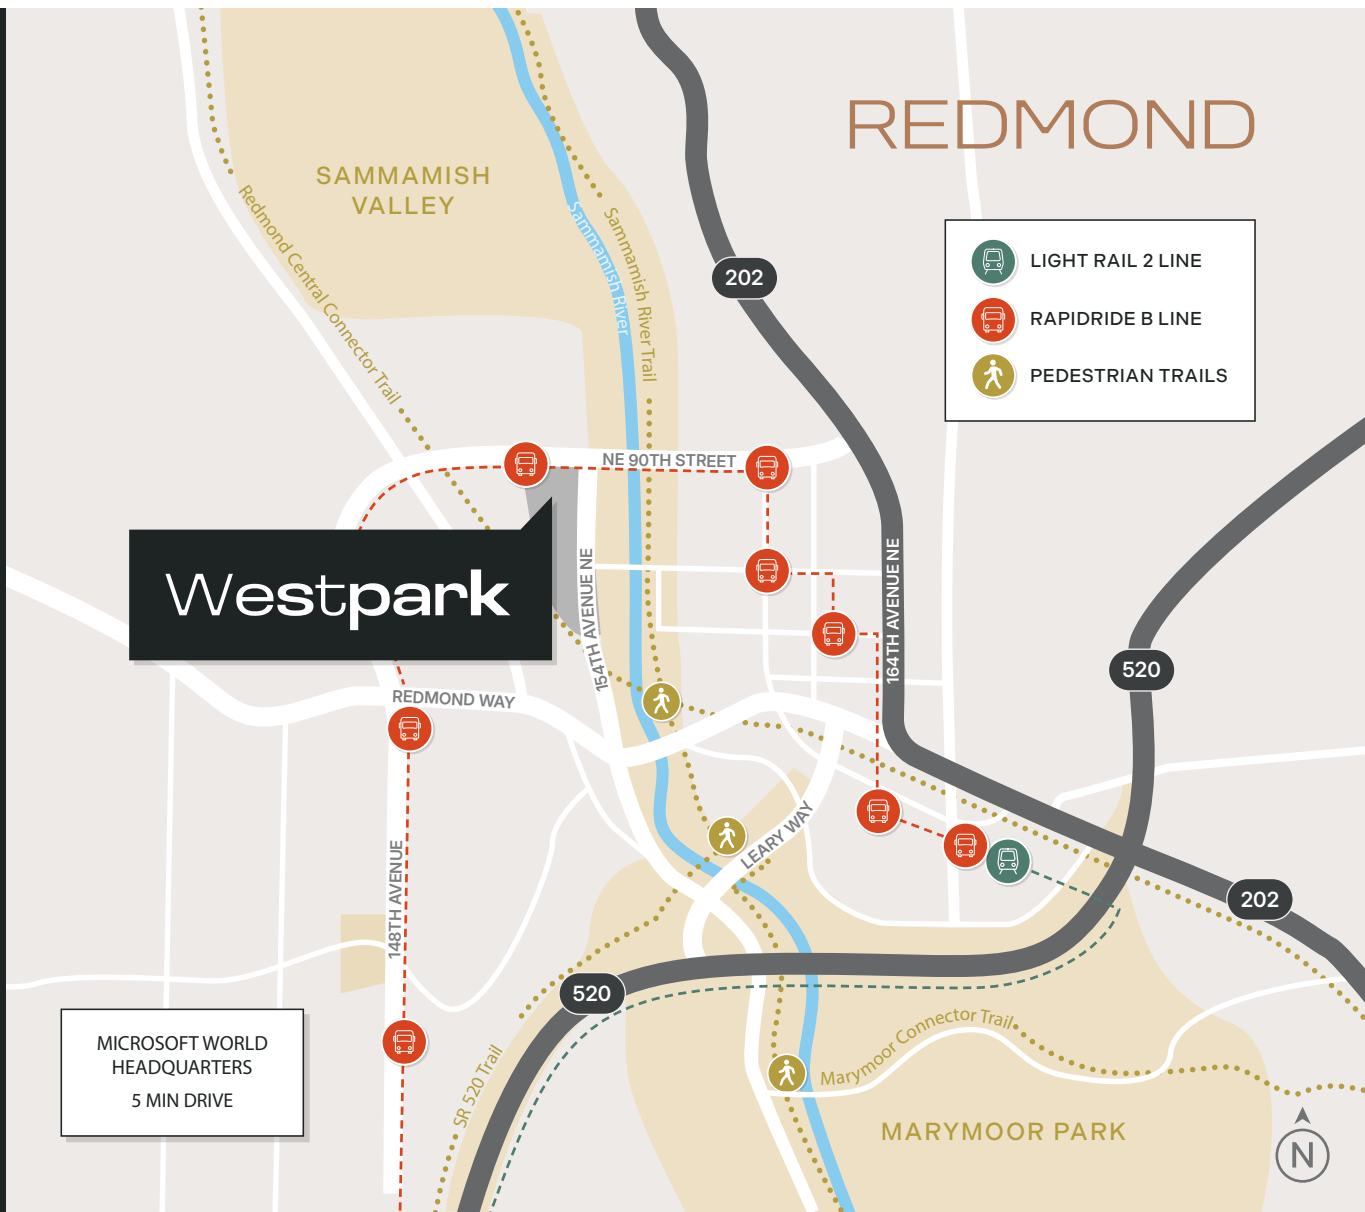 REDMOND
SAMMAMISH
VALLEY
Redmond Central Connector Trail
Sammamish River
Sammamish River Trail
202
LIGHT RAIL 2 LINE
RAPIDRIDE B LINE
PEDESTRIAN TRAILS
NE 90TH STREET
Westpark
154TH AVENUE NE
164TH AVENUE NE
520
REDMOND WAY
LEARY WAY
148TH AVENUE
202
520
MICROSOFT WORLD
HEADQUARTERS
5 MIN DRIVE
SR 520 Trail
Marymoor Connector Trail
MARYMOOR PARK
N